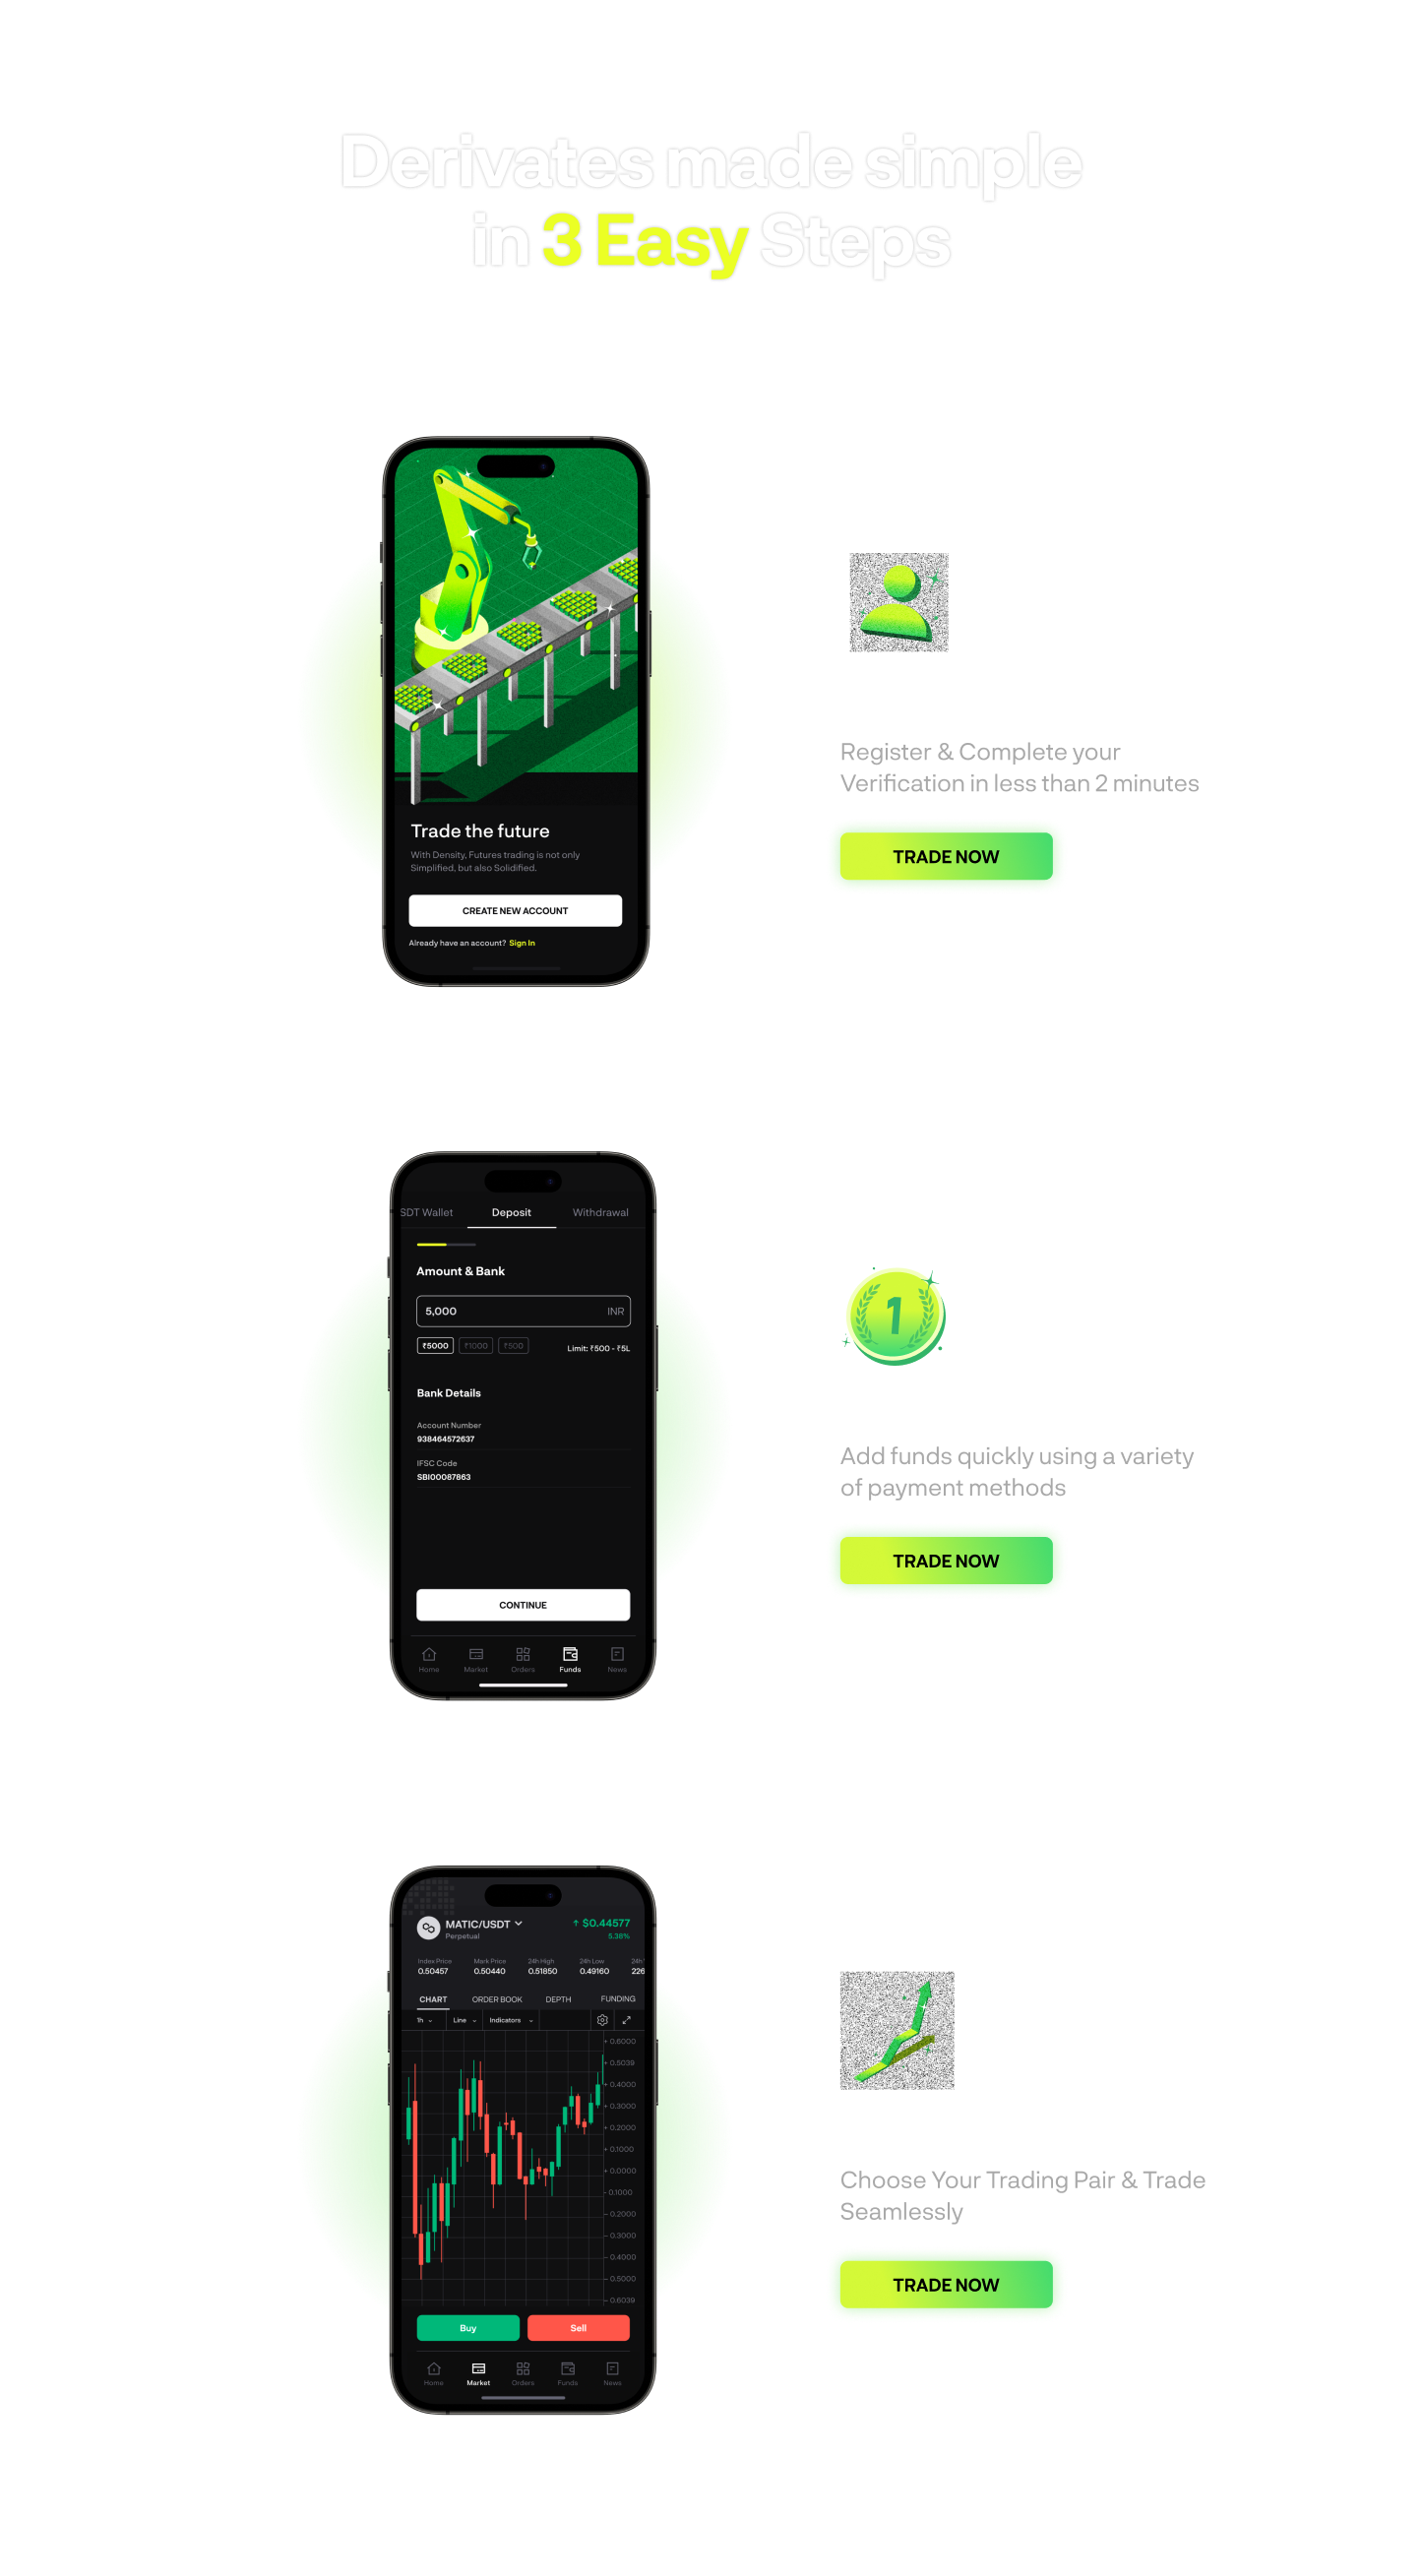 Derivates made simple
in 3 Easy Steps
Trade the future
With Density, Futures trading is not only
Simplified, but also Solidified.
CREATE NEW ACCOUNT
Already have an account? Sign In
Register & Complete your
Verification in less than 2 minutes
TRADE NOW
SDT Wallet Deposit Withdrawal
Amount & Bank
5,000 INR
₹5000 ₹1000 ₹500 Limit: ₹500 - ₹5L
Bank Details
Account Number
938464572637
IFSC Code
SBI00087863
CONTINUE
Home Market Orders Funds News
1
Add funds quickly using a variety
of payment methods
TRADE NOW
MATIC/USDT ↑ $0.44577
Perpetual 5.38%
Index Price Mark Price 24h High 24h Low 24h
0.50457 0.50440 0.51850 0.49160 226
CHART ORDER BOOK DEPTH FUNDING
1h Line Indicators
+ 0.6000
+ 0.5039
+ 0.4000
+ 0.3000
+ 0.2000
+ 0.1000
+ 0.0000
- 0.1000
- 0.2000
- 0.3000
- 0.4000
- 0.5000
- 0.6039
Buy Sell
Home Market Orders Funds News
Choose Your Trading Pair & Trade
Seamlessly
TRADE NOW